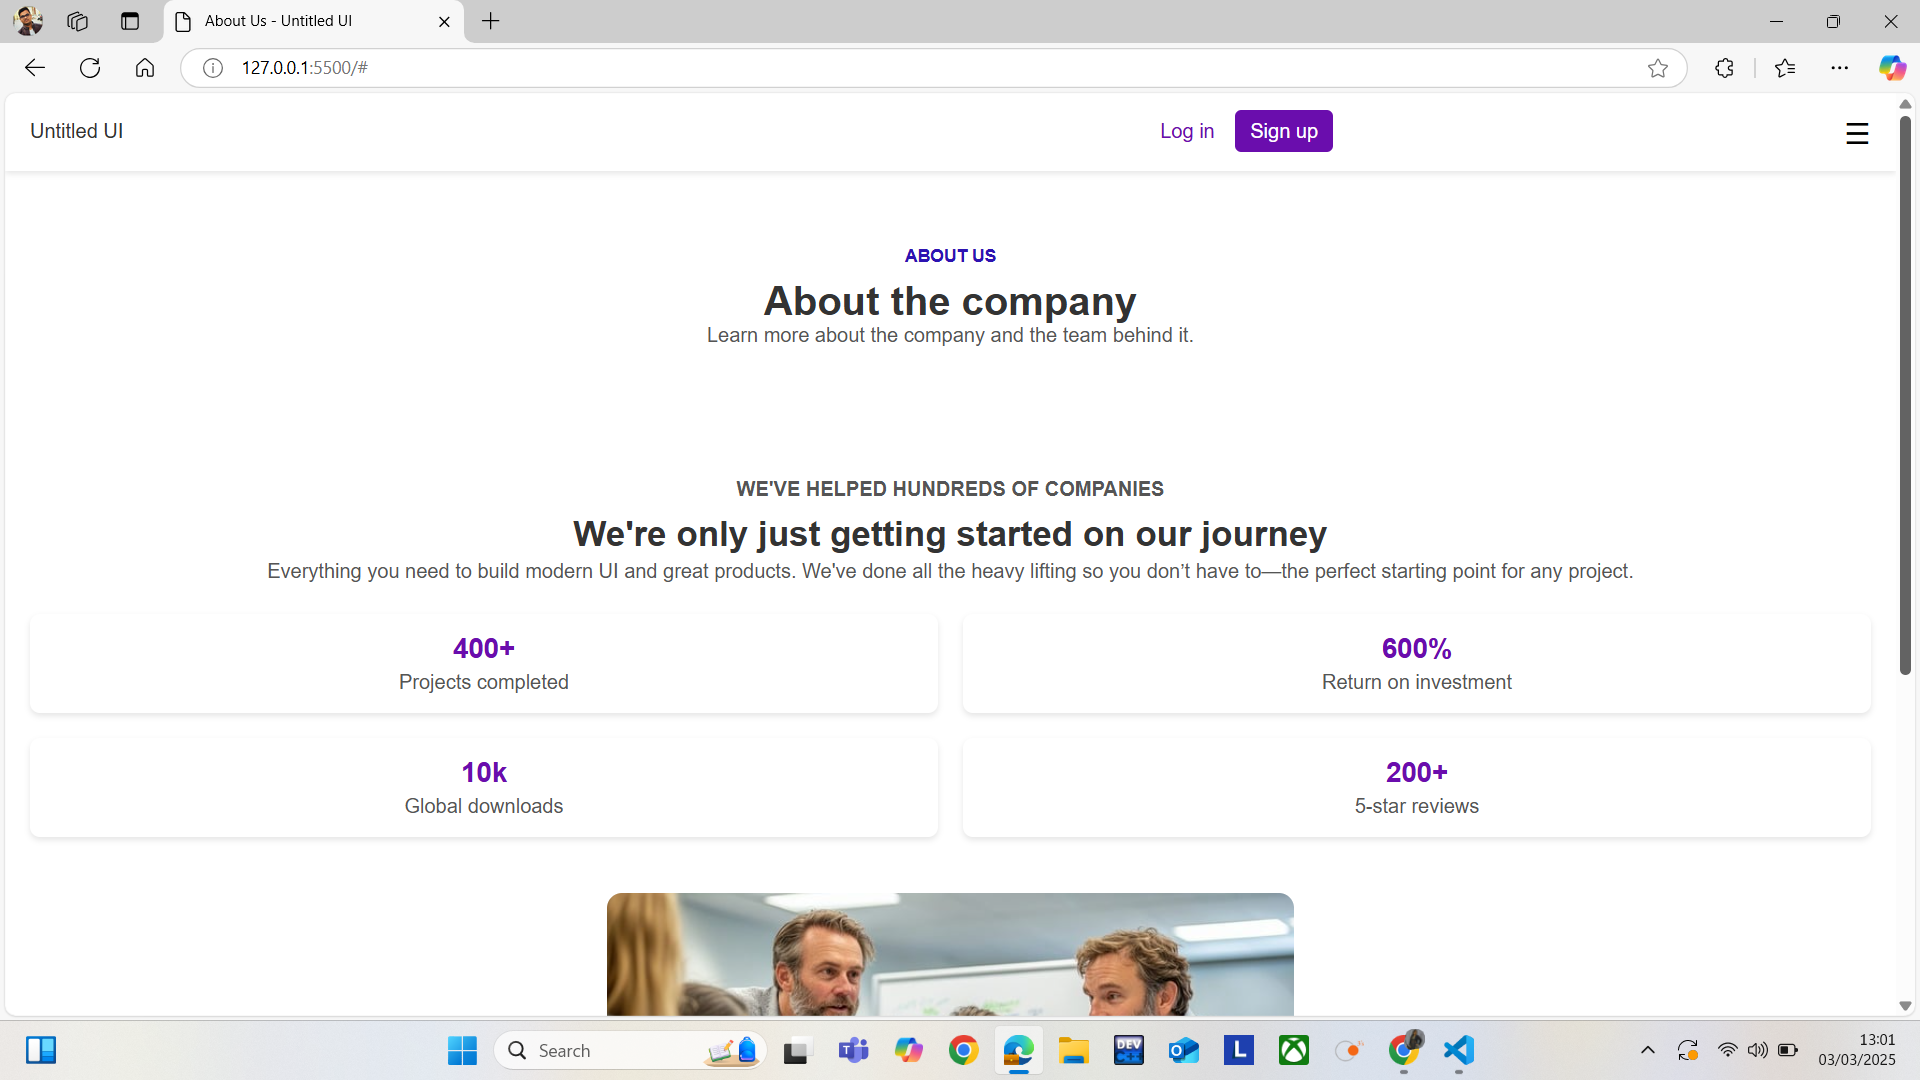 About Us - Untitled UI
127.0.0.1:5500/#
Untitled UI
Log in
Sign up
ABOUT US
About the company
Learn more about the company and the team behind it.
WE'VE HELPED HUNDREDS OF COMPANIES
We're only just getting started on our journey
Everything you need to build modern UI and great products. We've done all the heavy lifting so you don’t have to—the perfect starting point for any project.
400+
Projects completed
600%
Return on investment
10k
Global downloads
200+
5-star reviews
Search
DEV
L
13:01
03/03/2025